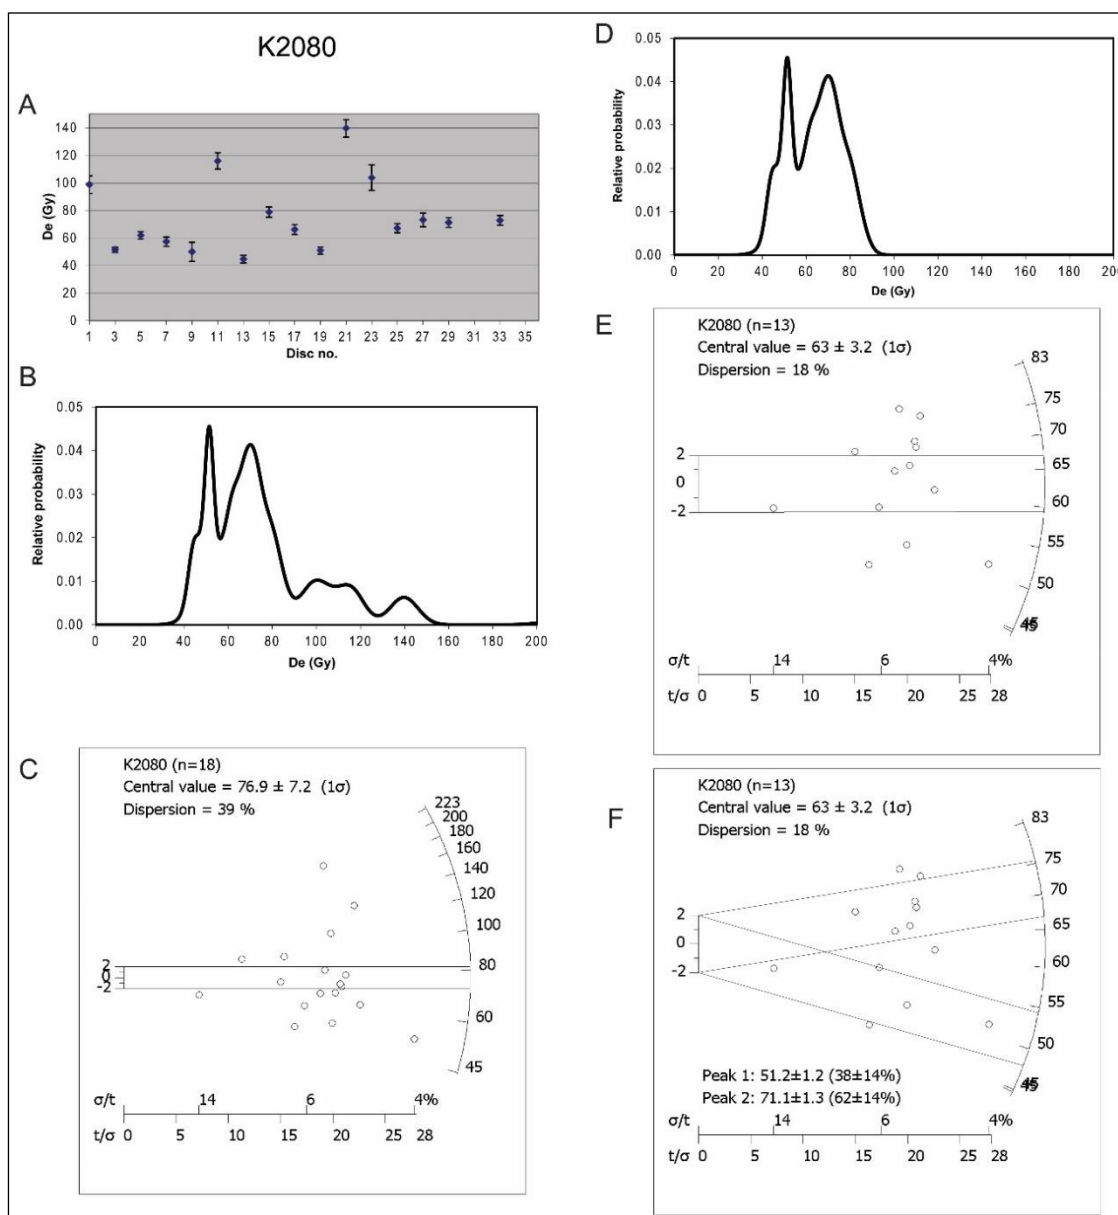 K2080
A
De (Gy)
140
120
100
80
60
40
20
0
1 3 5 7 9 11 13 15 17 19 21 23 25 27 29 31 33 35
Disc no.
B
Relative probability
0.05
0.04
0.03
0.02
0.01
0.00
0 20 40 60 80 100 120 140 160 180 200
De (Gy)
C
K2080 (n=18)
Central value = 76.9 ± 7.2 (1σ)
Dispersion = 39 %
223
200
180
160
140
120
100
80
60
45
2
0
-2
σ/t 14 6 4%
t/σ 0 5 10 15 20 25 28
D
Relative probability
0.05
0.04
0.03
0.02
0.01
0.00
0 20 40 60 80 100 120 140 160 180 200
De (Gy)
E
K2080 (n=13)
Central value = 63 ± 3.2 (1σ)
Dispersion = 18 %
83
75
70
65
60
55
50
45
2
0
-2
σ/t 14 6 4%
t/σ 0 5 10 15 20 25 28
F
K2080 (n=13)
Central value = 63 ± 3.2 (1σ)
Dispersion = 18 %
83
75
70
65
60
55
50
45
2
0
-2
Peak 1: 51.2±1.2 (38±14%)
Peak 2: 71.1±1.3 (62±14%)
σ/t 14 6 4%
t/σ 0 5 10 15 20 25 28